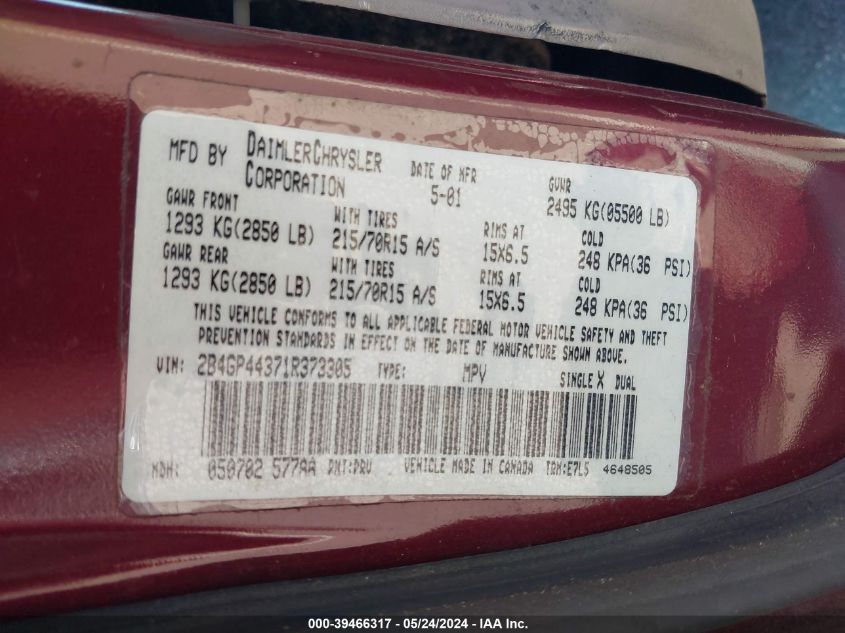 MFD BY DAIMLERCHRYSLER CORPORATION DATE OF MFR 5-01 GVWR 2495 KG(05500 LB)
GAWR FRONT WITH TIRES RIMS AT COLD
1293 KG(2850 LB) 215/70R15 A/S 15X6.5 248 KPA(36 PSI)
GAWR REAR WITH TIRES RIMS AT COLD
1293 KG(2850 LB) 215/70R15 A/S 15X6.5 248 KPA(36 PSI)
THIS VEHICLE CONFORMS TO ALL APPLICABLE FEDERAL MOTOR VEHICLE SAFETY AND THEFT
PREVENTION STANDARDS IN EFFECT ON THE DATE OF MANUFACTURE SHOWN ABOVE.
VIN: 2B4GP44371R373305 TYPE: MPV SINGLE X DUAL
MDH: 050702 577AA PNT:PRV VEHICLE MADE IN CANADA TRM:E7L5 4648505
000-39466317 - 05/24/2024 - IAA Inc.